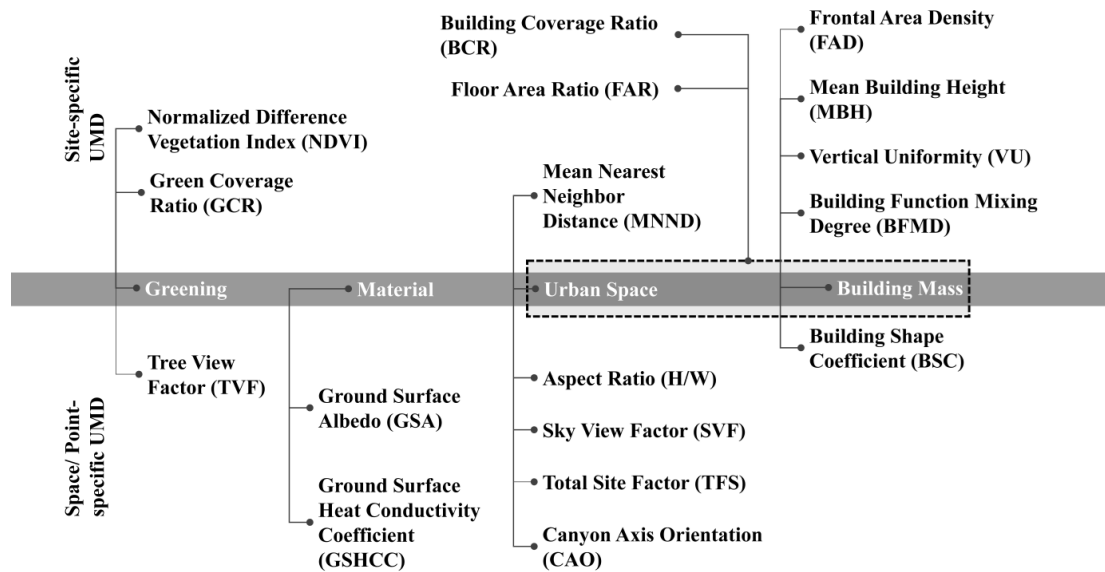 Site-specific
UMD
Normalized Difference
Vegetation Index (NDVI)
Green Coverage
Ratio (GCR)
Building Coverage Ratio
(BCR)
Floor Area Ratio (FAR)
Mean Nearest
Neighbor
Distance (MNND)
Frontal Area Density
(FAD)
Mean Building Height
(MBH)
Vertical Uniformity (VU)
Building Function Mixing
Degree (BFMD)
Greening
Material
Urban Space
Building Mass
Space/ Point-
specific UMD
Tree View
Factor (TVF)
Ground Surface
Albedo (GSA)
Ground Surface
Heat Conductivity
Coefficient
(GSHCC)
Aspect Ratio (H/W)
Sky View Factor (SVF)
Total Site Factor (TFS)
Canyon Axis Orientation
(CAO)
Building Shape
Coefficient (BSC)